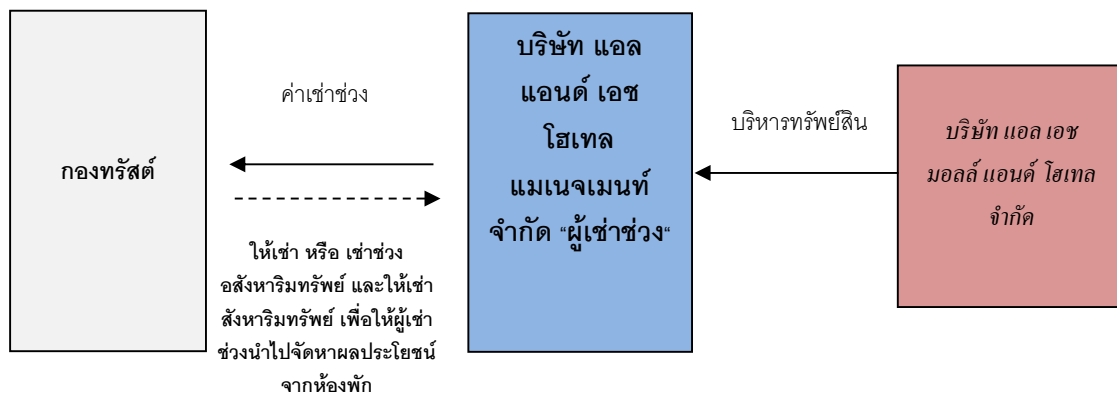 กองทรัสต์
ค่าเช่าช่วง
ให้เช่า หรือ เช่าช่วง
อสังหาริมทรัพย์ และให้เช่า
สังหาริมทรัพย์ เพื่อให้ผู้เช่า
ช่วงนำไปจัดหาผลประโยชน์
จากห้องพัก
บริษัท แอล
แอนด์ เอช
โฮเทล
แมเนจเมนท์
จำกัด "ผู้เช่าช่วง"
บริหารทรัพย์สิน
บริษัท แอล เอช
มอลล์ แอนด์ โฮเทล
จำกัด